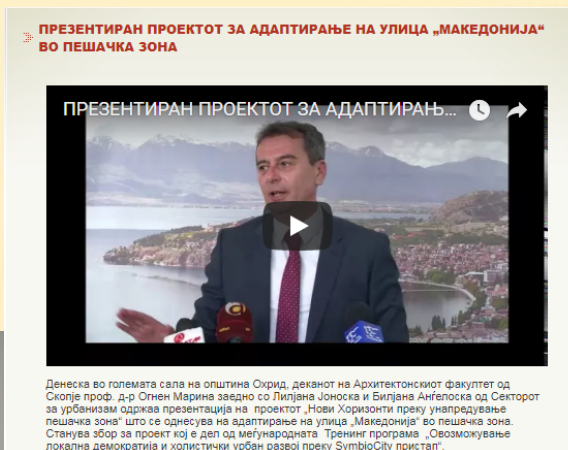 ПРЕЗЕНТИРАН ПРОЕКТОТ ЗА АДАПТИРАЊЕ НА УЛИЦА „МАКЕДОНИЈА“
ВО ПЕШАЧКА ЗОНА
ПРЕЗЕНТИРАН ПРОЕКТОТ ЗА АДАПТИРАЊ...
Денеска во големата сала на општина Охрид, деканот на Архитектонскиот факултет од
Скопје проф. д-р Огнен Марина заедно со Лилјана Јоноска и Билјана Анѓелоска од Секторот
за урбанизам одржаа презентација на проектот „Нови Хоризонти преку унапредување
пешачка зона“ што се однесува на адаптирање на улица „Македонија“ во пешачка зона.
Станува збор за проект кој е дел од меѓународната Тренинг програма „Овозможување
локална демократија и холистички урбан развој преку SymbioCity пристап“.